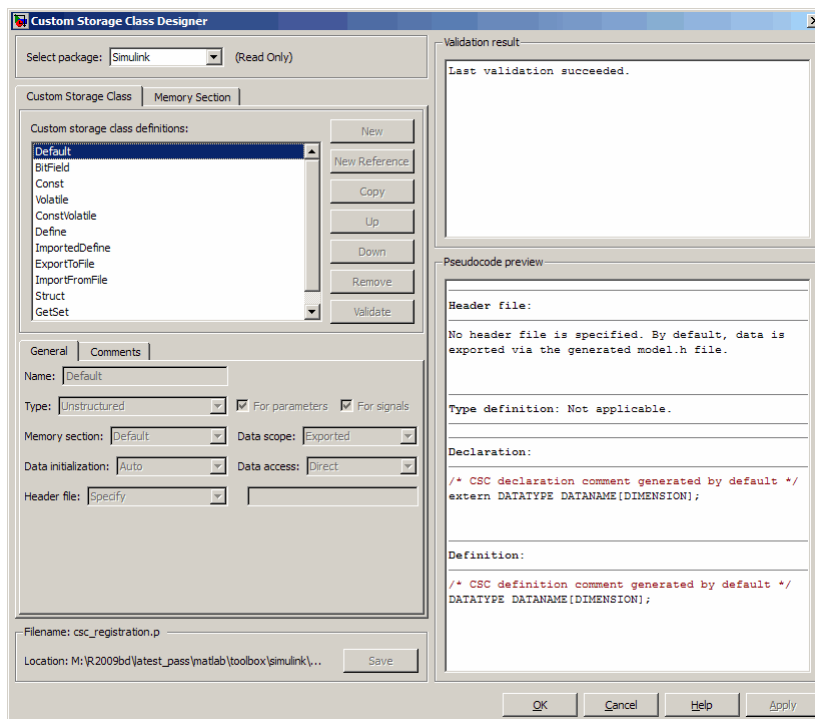 Custom Storage Class Designer
Select package: Simulink (Read Only)
Custom Storage Class Memory Section
Custom storage class definitions:
Default
BitField
Const
Volatile
ConstVolatile
Define
ImportedDefine
ExportToFile
ImportFromFile
Struct
GetSet
New
New Reference
Copy
Up
Down
Remove
Validate
General Comments
Name: Default
Type: Unstructured For parameters For signals
Memory section: Default Data scope: Exported
Data initialization: Auto Data access: Direct
Header file: Specify
Filename: csc_registration.p
Location: M:\R2009bd\latest_pass\matlab\toolbox\simulink\... Save
Validation result
Last validation succeeded.
Pseudocode preview
Header file:
No header file is specified. By default, data is
exported via the generated model.h file.
Type definition: Not applicable.
Declaration:
/* CSC declaration comment generated by default */
extern DATATYPE DATANAME[DIMENSION];
Definition:
/* CSC definition comment generated by default */
DATATYPE DATANAME[DIMENSION];
OK Cancel Help Apply